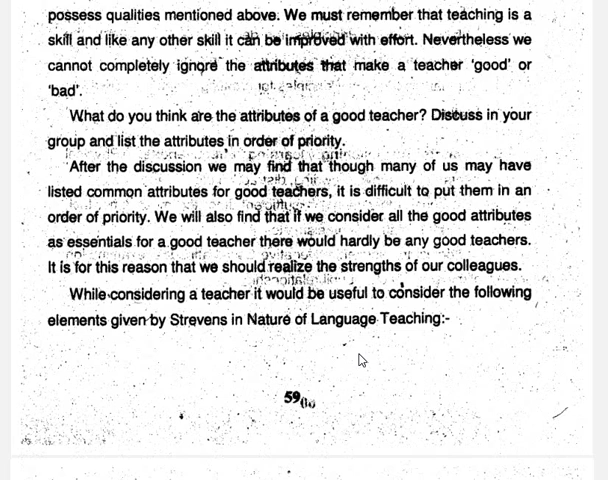 possess qualities mentioned above. We must remember that teaching is a
skill and like any other skill it can be improved with effort. Nevertheless we
cannot completely ignore the attributes that make a teacher 'good' or
'bad'.
What do you think are the attributes of a good teacher? Discuss in your
group and list the attributes in order of priority.
After the discussion we may find that though many of us may have
listed common attributes for good teachers, it is difficult to put them in an
order of priority. We will also find that if we consider all the good attributes
as essentials for a good teacher there would hardly be any good teachers.
It is for this reason that we should realize the strengths of our colleagues.
While considering a teacher it would be useful to consider the following
elements given by Strevens in Nature of Language Teaching:-
59